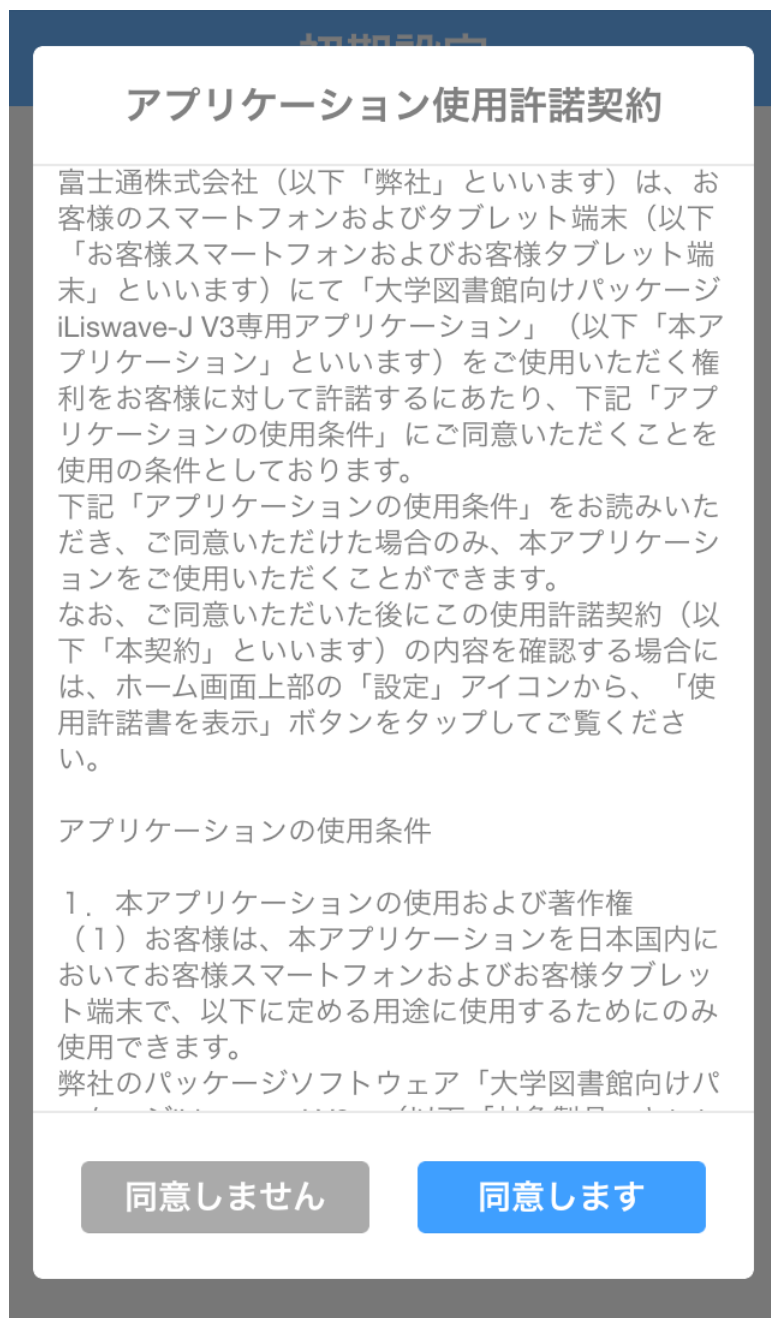 初期設定
アプリケーション使用許諾契約
富士通株式会社（以下「弊社」といいます）は、お
客様のスマートフォンおよびタブレット端末（以下
「お客様スマートフォンおよびお客様タブレット端
末」といいます）にて「大学図書館向けパッケージ
iLiswave-J V3専用アプリケーション」（以下「本ア
プリケーション」といいます）をご使用いただく権
利をお客様に対して許諾するにあたり、下記「アプ
リケーションの使用条件」にご同意いただくことを
使用の条件としております。
下記「アプリケーションの使用条件」をお読みいた
だき、ご同意いただけた場合のみ、本アプリケーシ
ョンをご使用いただくことができます。
なお、ご同意いただいた後にこの使用許諾契約（以
下「本契約」といいます）の内容を確認する場合に
は、ホーム画面上部の「設定」アイコンから、「使
用許諾書を表示」ボタンをタップしてご覧くださ
い。
アプリケーションの使用条件
１．本アプリケーションの使用および著作権
（１）お客様は、本アプリケーションを日本国内に
おいてお客様スマートフォンおよびお客様タブレッ
ト端末で、以下に定める用途に使用するためにのみ
使用できます。
弊社のパッケージソフトウェア「大学図書館向けパ
同意しません
同意します